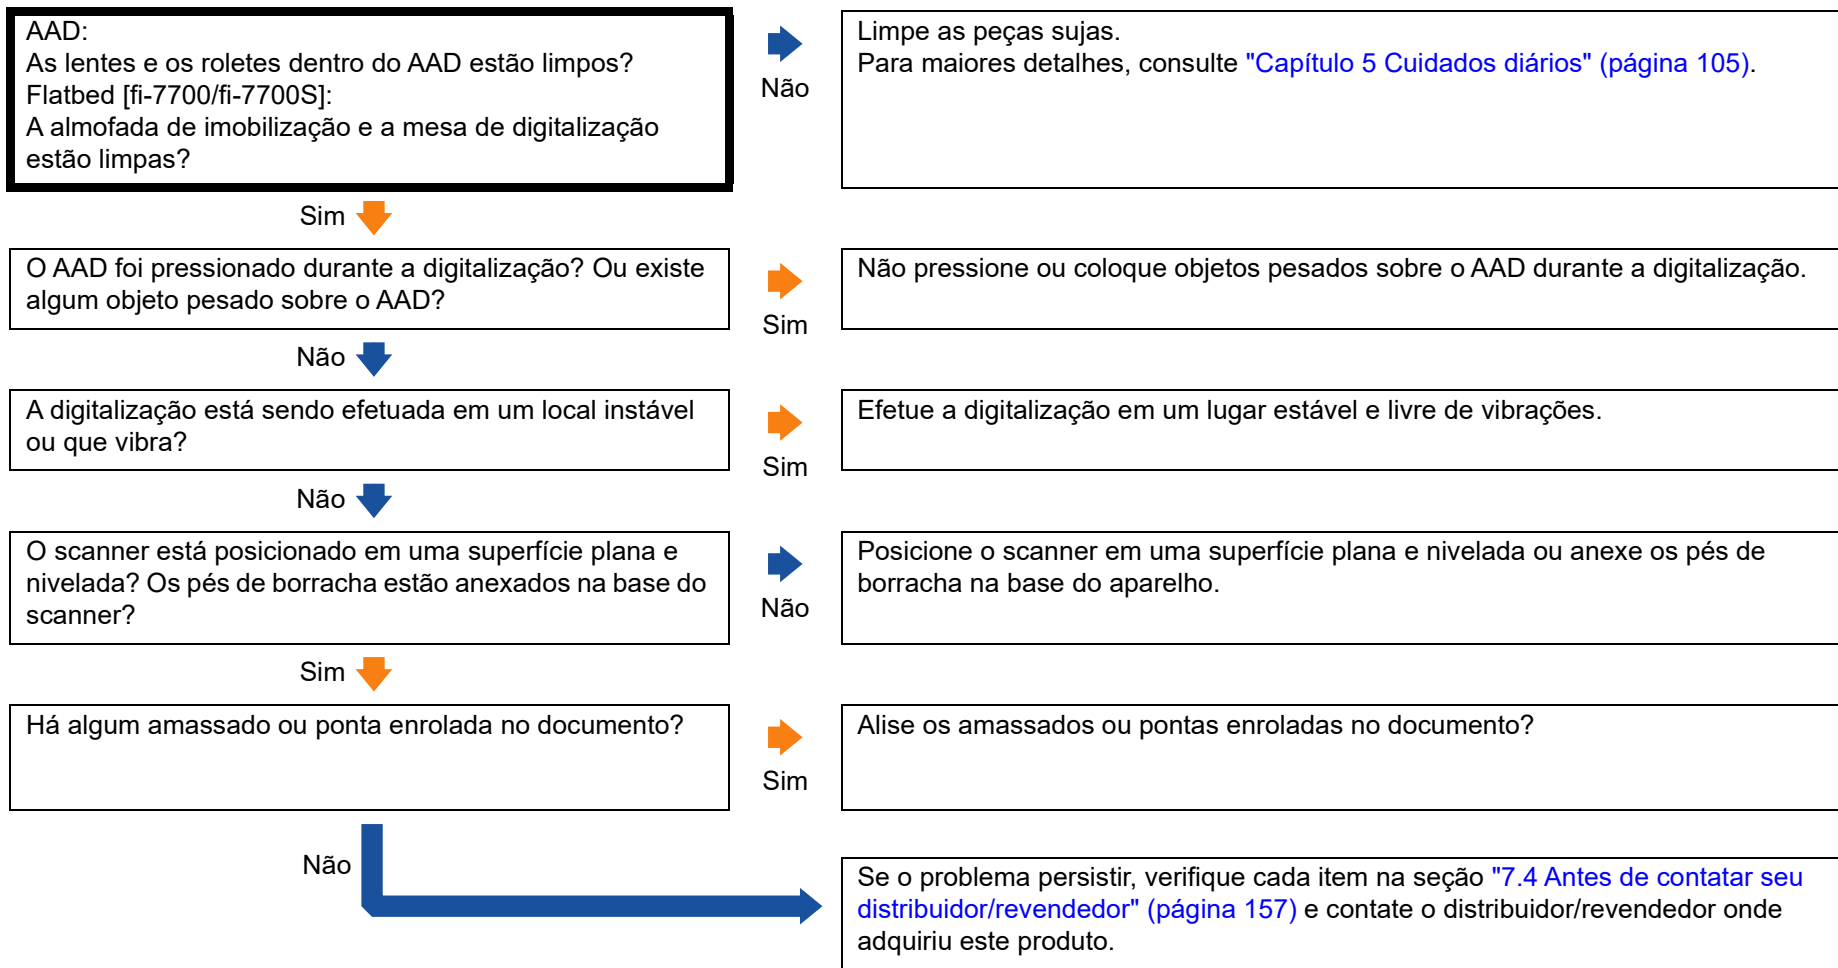 AAD:
As lentes e os roletes dentro do AAD estão limpos?
Flatbed [fi-7700/fi-7700S]:
A almofada de imobilização e a mesa de digitalização
estão limpas?
Não
Limpe as peças sujas.
Para maiores detalhes, consulte "Capítulo 5 Cuidados diários" (página 105).
Sim
O AAD foi pressionado durante a digitalização? Ou existe
algum objeto pesado sobre o AAD?
Sim
Não pressione ou coloque objetos pesados sobre o AAD durante a digitalização.
Não
A digitalização está sendo efetuada em um local instável
ou que vibra?
Sim
Efetue a digitalização em um lugar estável e livre de vibrações.
Não
O scanner está posicionado em uma superfície plana e
nivelada? Os pés de borracha estão anexados na base do
scanner?
Não
Posicione o scanner em uma superfície plana e nivelada ou anexe os pés de
borracha na base do aparelho.
Sim
Há algum amassado ou ponta enrolada no documento?
Sim
Alise os amassados ou pontas enroladas no documento?
Não
Se o problema persistir, verifique cada item na seção "7.4 Antes de contatar seu
distribuidor/revendedor" (página 157) e contate o distribuidor/revendedor onde
adquiriu este produto.